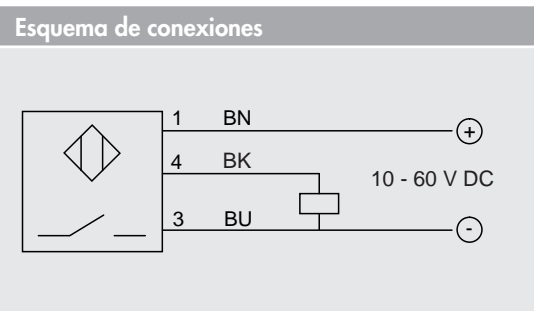 Esquema de conexiones
1 BN
+
4 BK
10 - 60 V DC
3 BU
-